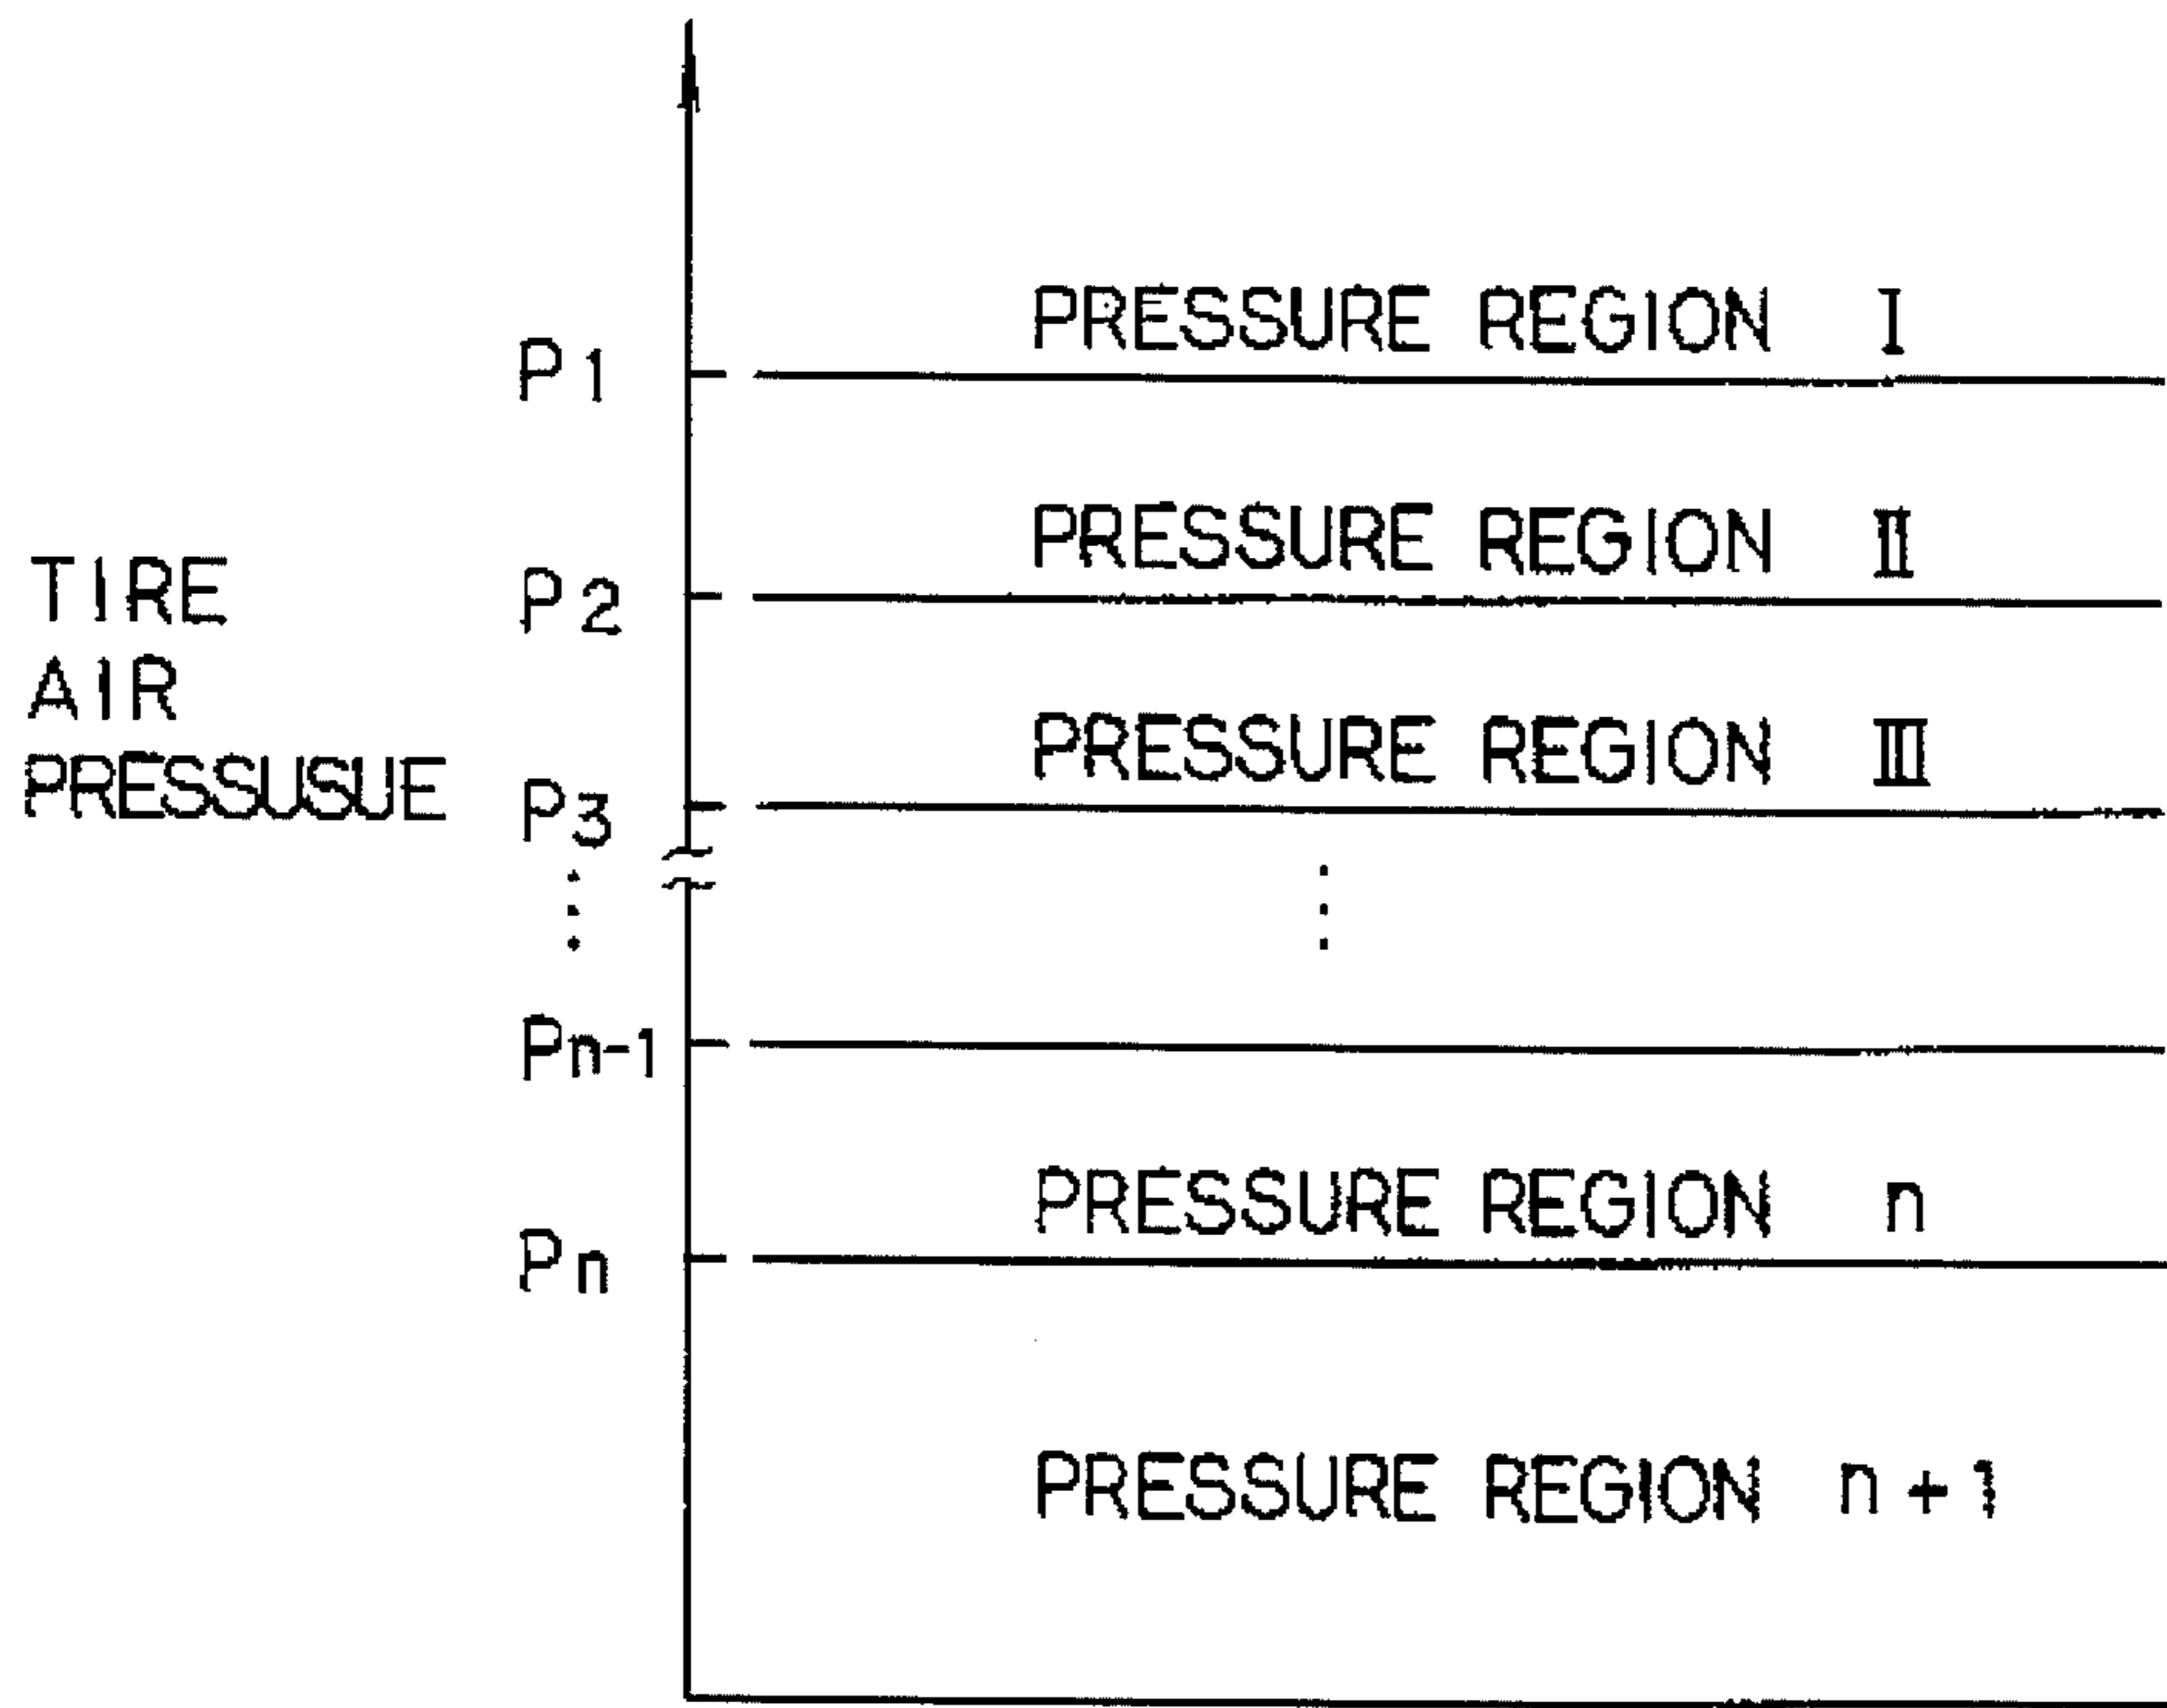 PRESSURE REGION I
P1
PRESSURE REGION II
TIRE
AIR
PRESSUSUE
P2
PRESSURE REGION III
P3
Pn-1
PRESSURE REGION n
Pn
PRESSURE REGION n+1